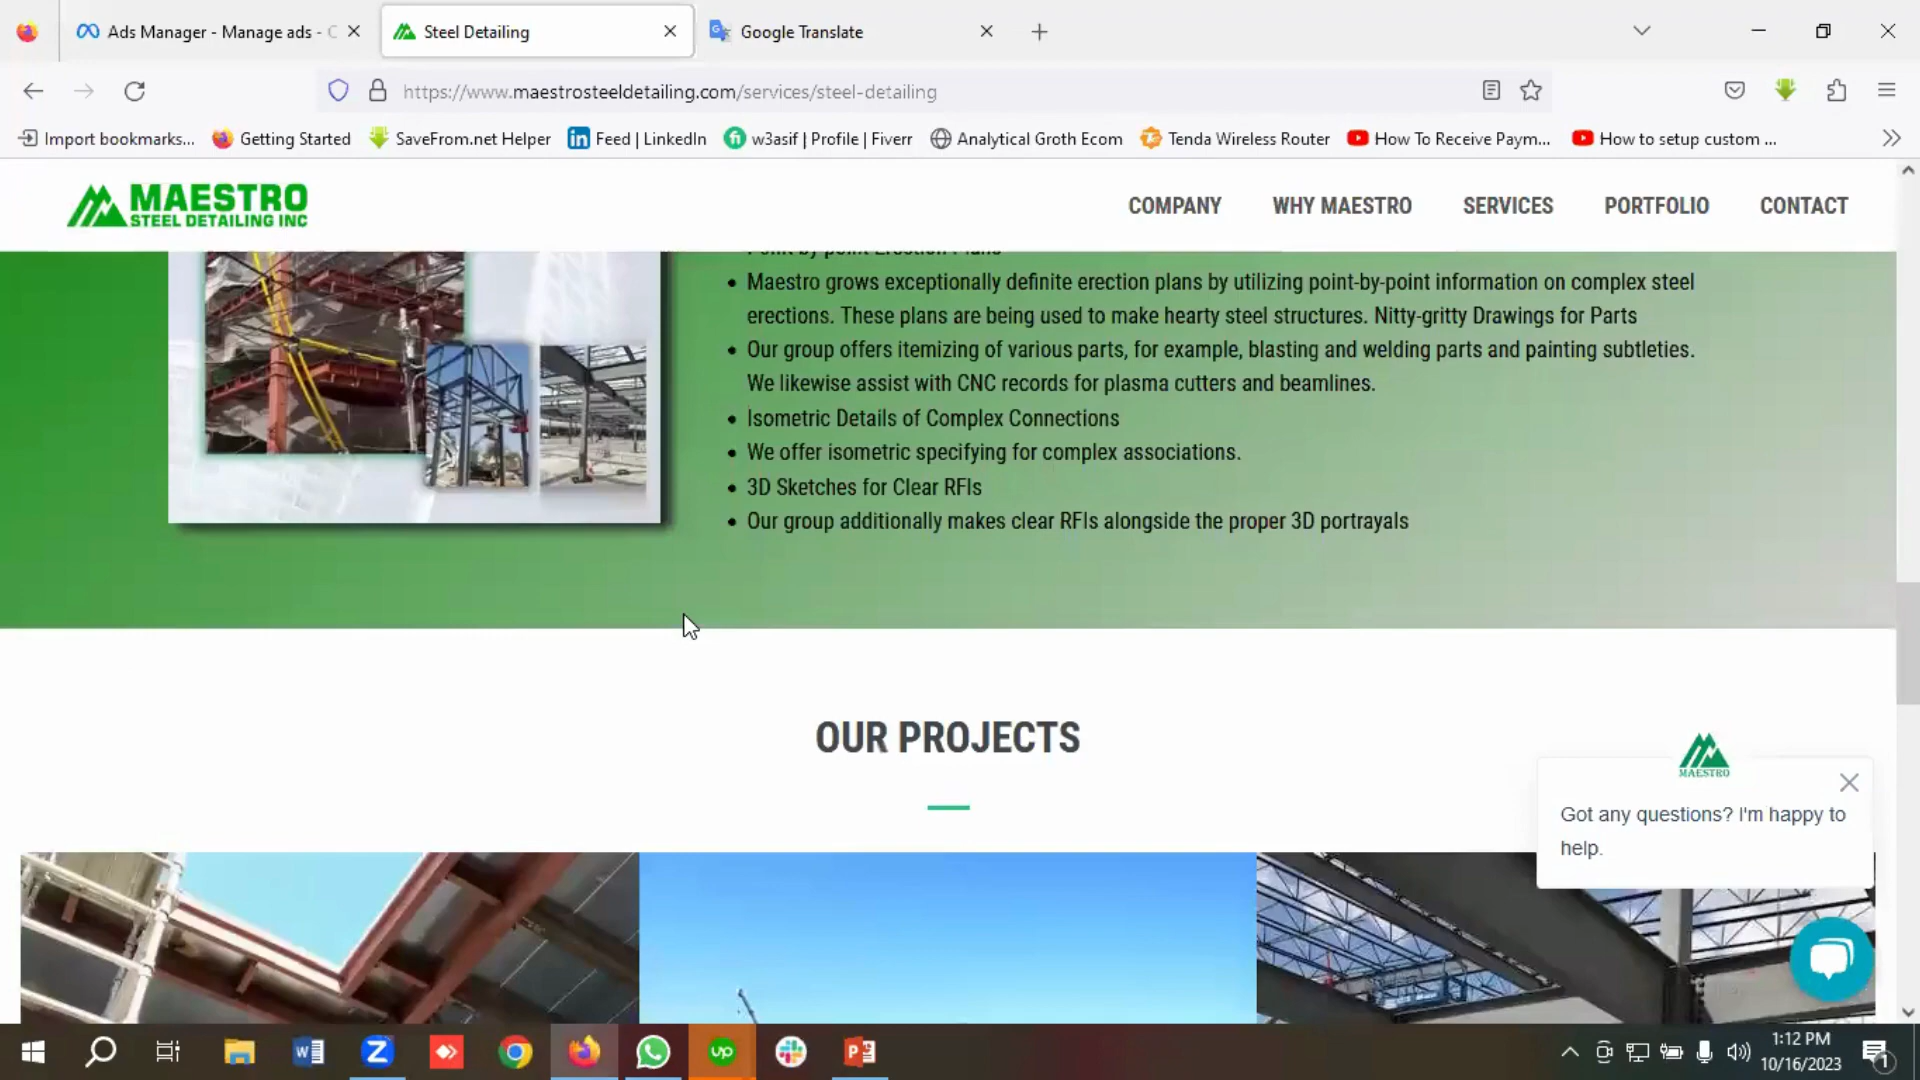 Ads Manager - Manage ads - C
Steel Detailing
Google Translate
https://www.maestrosteeldetailing.com/services/steel-detailing
Import bookmarks...
Getting Started
SaveFrom.net Helper
Feed | LinkedIn
w3asif | Profile | Fiverr
Analytical Groth Ecom
Tenda Wireless Router
How To Receive Paym...
How to setup custom ...
MAESTRO
STEEL DETAILING INC
COMPANY
WHY MAESTRO
SERVICES
PORTFOLIO
CONTACT
Point by point Erection Plans
• Maestro grows exceptionally definite erection plans by utilizing point-by-point information on complex steel
erections. These plans are being used to make hearty steel structures. Nitty-gritty Drawings for Parts
• Our group offers itemizing of various parts, for example, blasting and welding parts and painting subtleties.
We likewise assist with CNC records for plasma cutters and beamlines.
• Isometric Details of Complex Connections
• We offer isometric specifying for complex associations.
• 3D Sketches for Clear RFIs
• Our group additionally makes clear RFIs alongside the proper 3D portrayals
OUR PROJECTS
MAESTRO
Got any questions? I'm happy to
help.
1:12 PM
10/16/2023
1